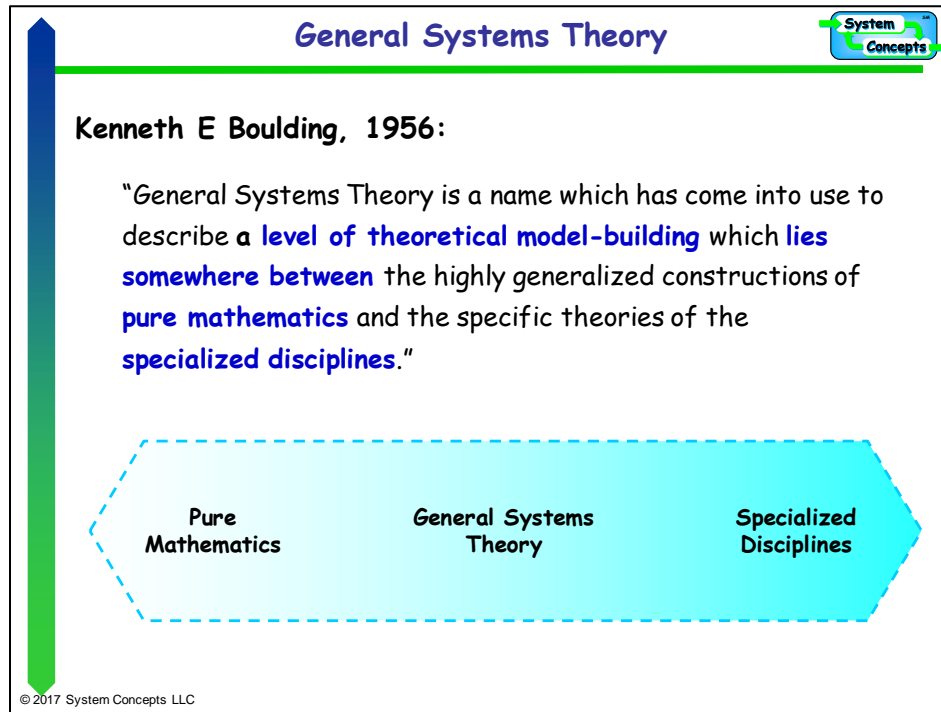 General Systems Theory
System
Concepts
SM
Kenneth E Boulding, 1956:
“General Systems Theory is a name which has come into use to
describe a level of theoretical model-building which lies
somewhere between the highly generalized constructions of
pure mathematics and the specific theories of the
specialized disciplines.”
Pure
Mathematics
General Systems
Theory
Specialized
Disciplines
© 2017 System Concepts LLC